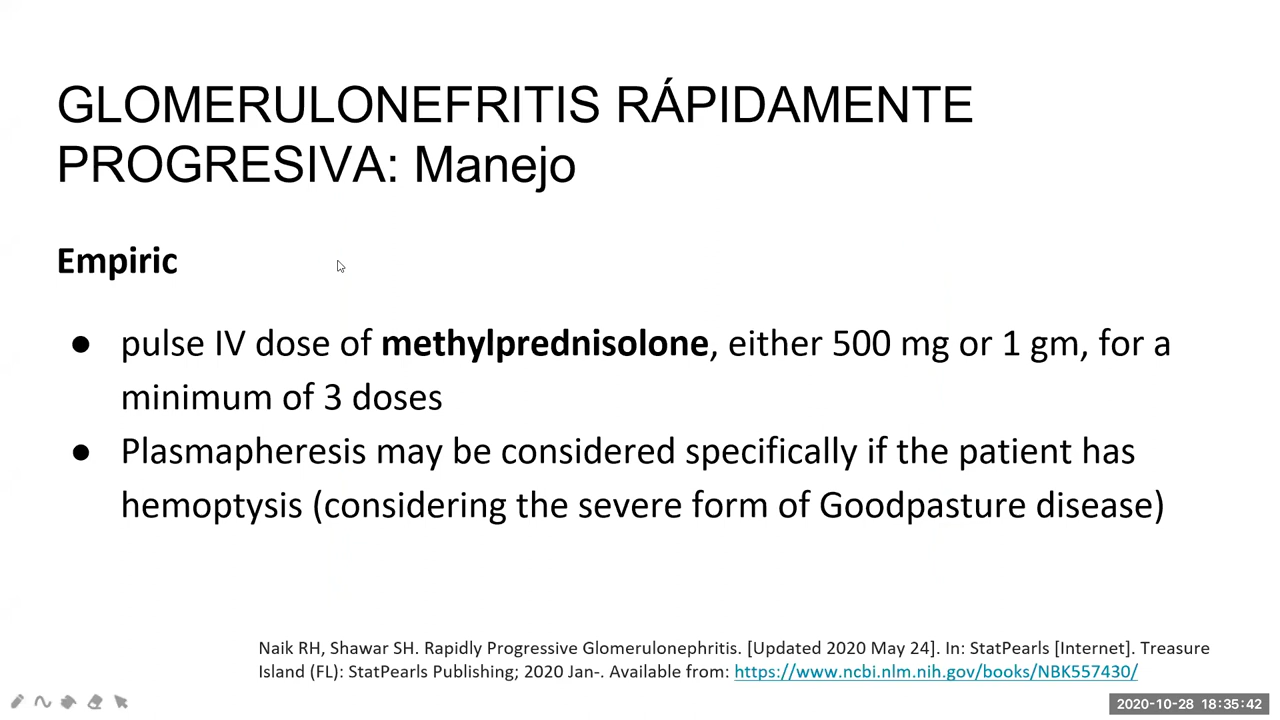 GLOMERULONEFRITIS RÁPIDAMENTE
PROGRESIVA: Manejo
Empiric
● pulse IV dose of methylprednisolone, either 500 mg or 1 gm, for a
minimum of 3 doses
● Plasmapheresis may be considered specifically if the patient has
hemoptysis (considering the severe form of Goodpasture disease)
Naik RH, Shawar SH. Rapidly Progressive Glomerulonephritis. [Updated 2020 May 24]. In: StatPearls [Internet]. Treasure
Island (FL): StatPearls Publishing; 2020 Jan-. Available from: https://www.ncbi.nlm.nih.gov/books/NBK557430/
2020-10-28 18:35:42